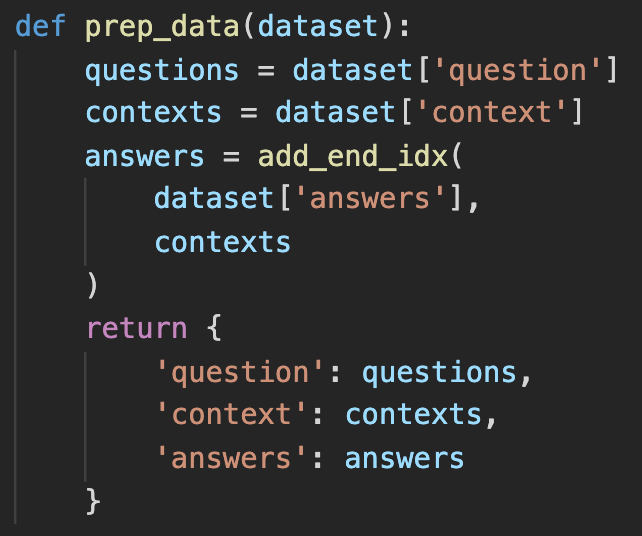 def prep_data(dataset):
    questions = dataset['question']
    contexts = dataset['context']
    answers = add_end_idx(
        dataset['answers'],
        contexts
    )
    return {
        'question': questions,
        'context': contexts,
        'answers': answers
    }